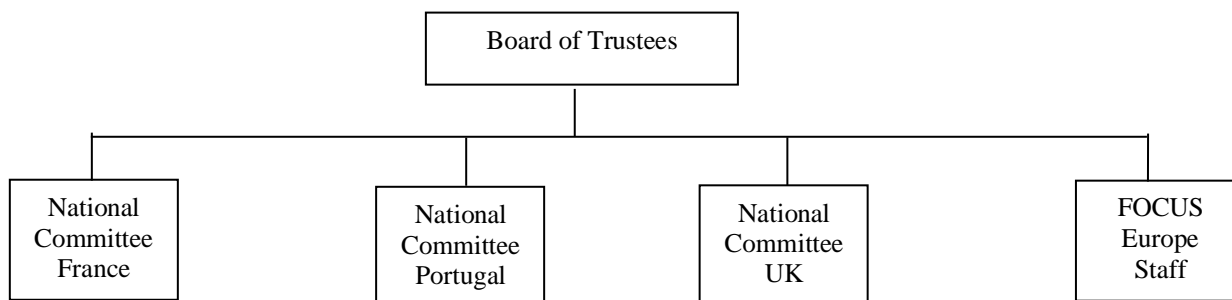 Board of Trustees
National
Committee
France
National
Committee
Portugal
National
Committee
UK
FOCUS
Europe
Staff